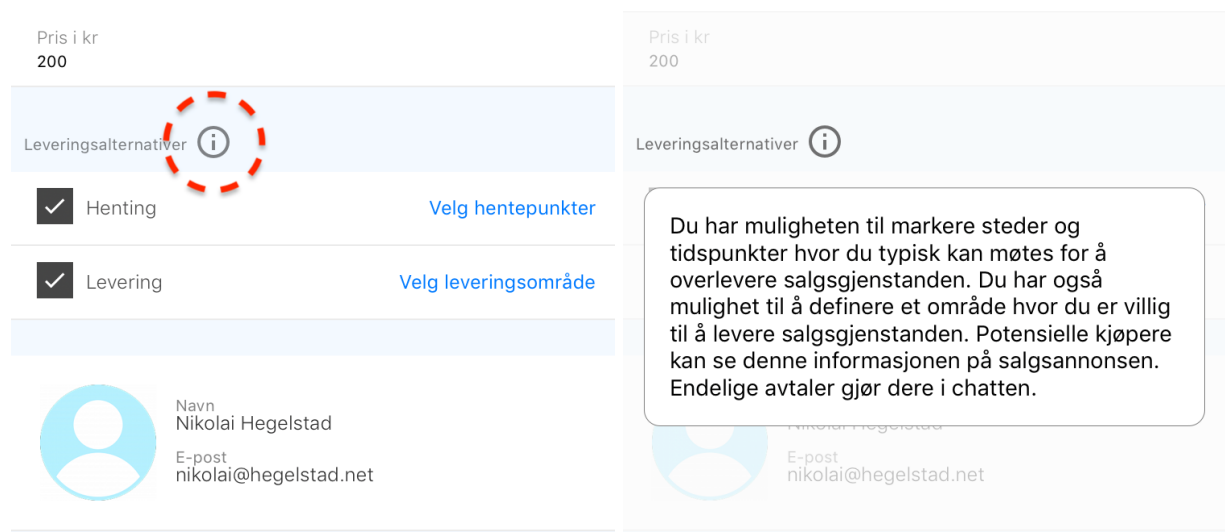 Pris i kr
200
Leveringsalternativer
Henting
Velg hentepunkter
Levering
Velg leveringsområde
Navn
Nikolai Hegelstad
E-post
nikolai@hegelstad.net
Pris i kr
200
Leveringsalternativer
Du har muligheten til markere steder og
tidspunkter hvor du typisk kan møtes for å
overlevere salgsgjenstanden. Du har også
mulighet til å definere et område hvor du er villig
til å levere salgsgjenstanden. Potensielle kjøpere
kan se denne informasjonen på salgsannonsen.
Endelige avtaler gjør dere i chatten.
Nikolai Hegelstad
E-post
nikolai@hegelstad.net